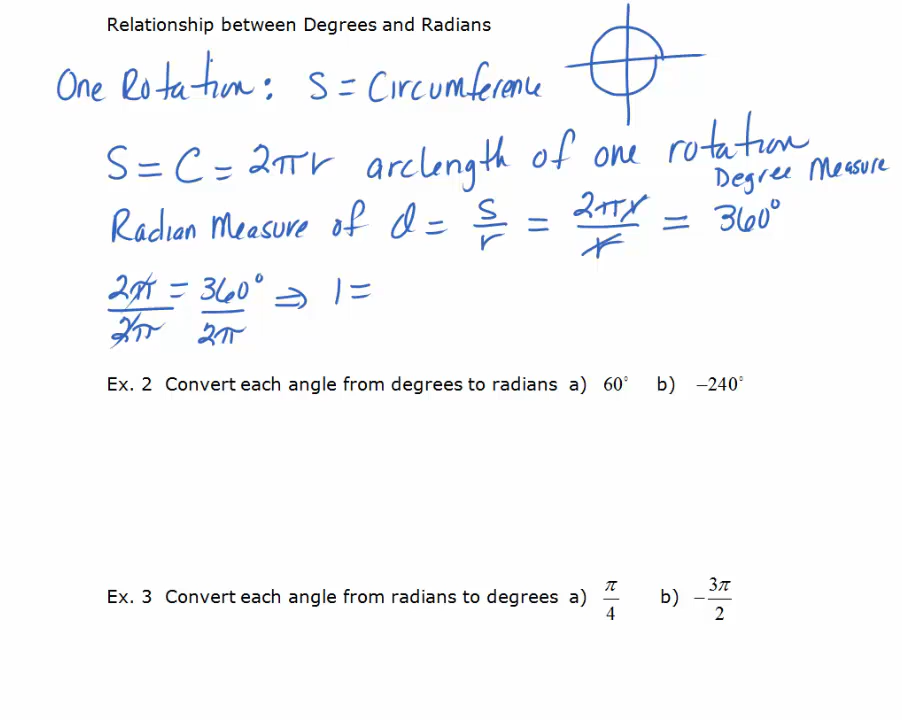 Relationship between Degrees and Radians
One Rotation: S = Circumference
S = C = 2πr arclength of one rotation
Degree Measure
Radian Measure of θ = s/r = 2πr/r = 360°
2π/2π = 360°/2π ⇒ 1 =
Ex. 2 Convert each angle from degrees to radians a) 60° b) −240°
Ex. 3 Convert each angle from radians to degrees a) π/4 b) −3π/2